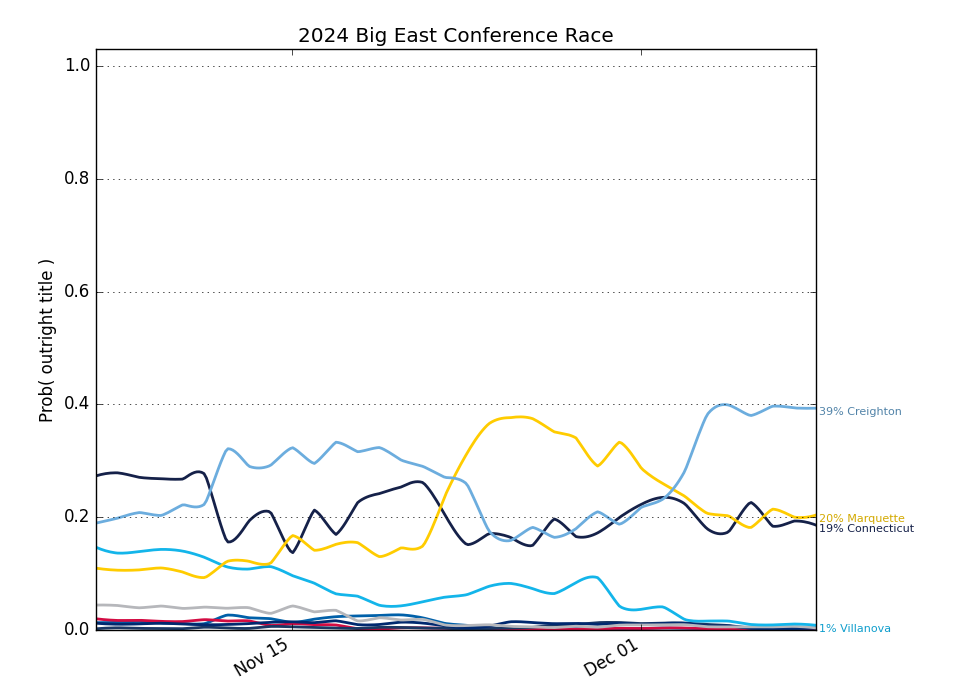 2024 Big East Conference Race
Prob( outright title )
1.0
0.8
0.6
0.4
0.2
0.0
Nov 15
Dec 01
39% Creighton
20% Marquette
19% Connecticut
1% Villanova